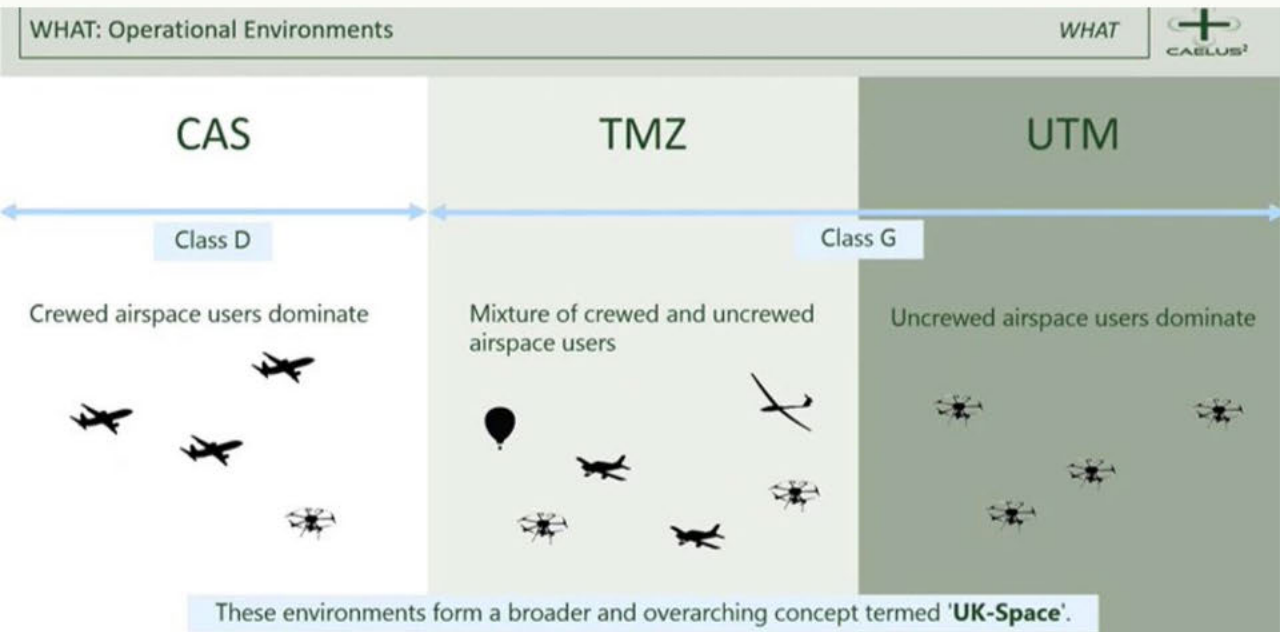 WHAT: Operational Environments
WHAT
CAELUS²
CAS
TMZ
UTM
Class D
Class G
Crewed airspace users dominate
Mixture of crewed and uncrewed
airspace users
Uncrewed airspace users dominate
These environments form a broader and overarching concept termed 'UK-Space'.